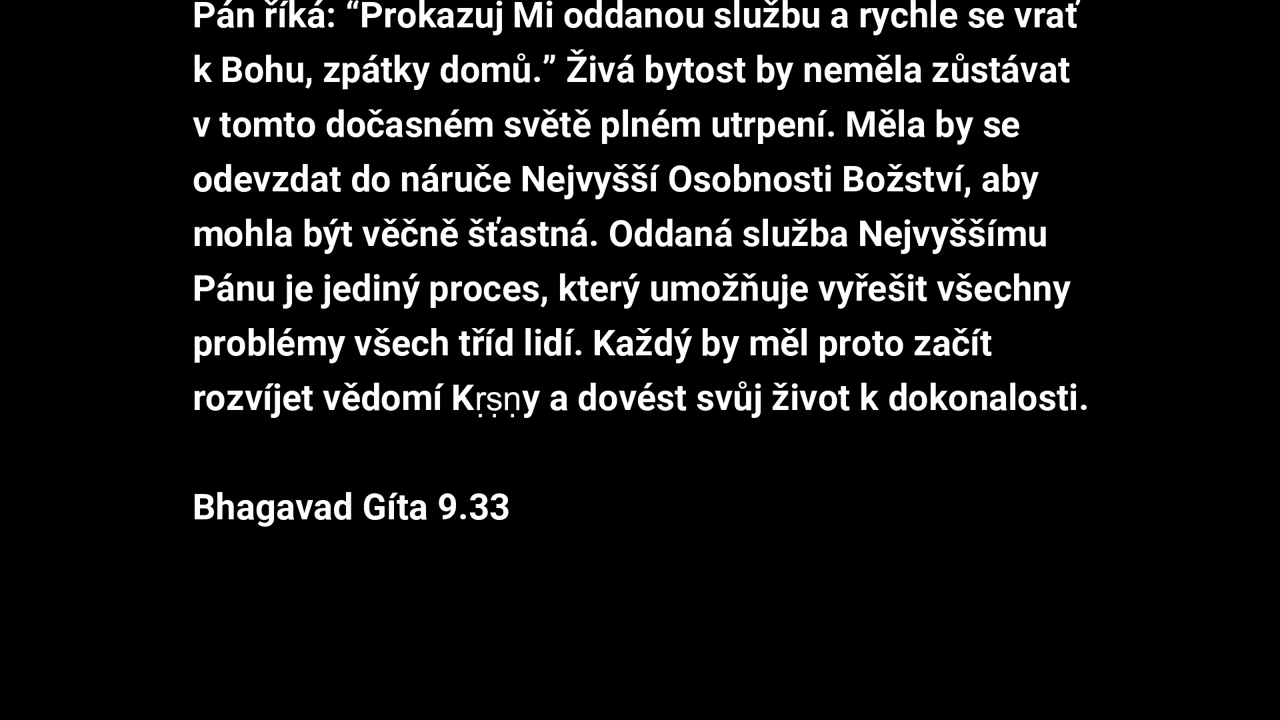 Pán říká: “Prokazuj Mi oddanou službu a rychle se vrať
k Bohu, zpátky domů.” Živá bytost by neměla zůstávat
v tomto dočasném světě plném utrpení. Měla by se
odevzdat do náruče Nejvyšší Osobnosti Božství, aby
mohla být věčně šťastná. Oddaná služba Nejvyššímu
Pánu je jediný proces, který umožňuje vyřešit všechny
problémy všech tříd lidí. Každý by měl proto začít
rozvíjet vědomí Kṛṣṇy a dovést svůj život k dokonalosti.
Bhagavad Gíta 9.33